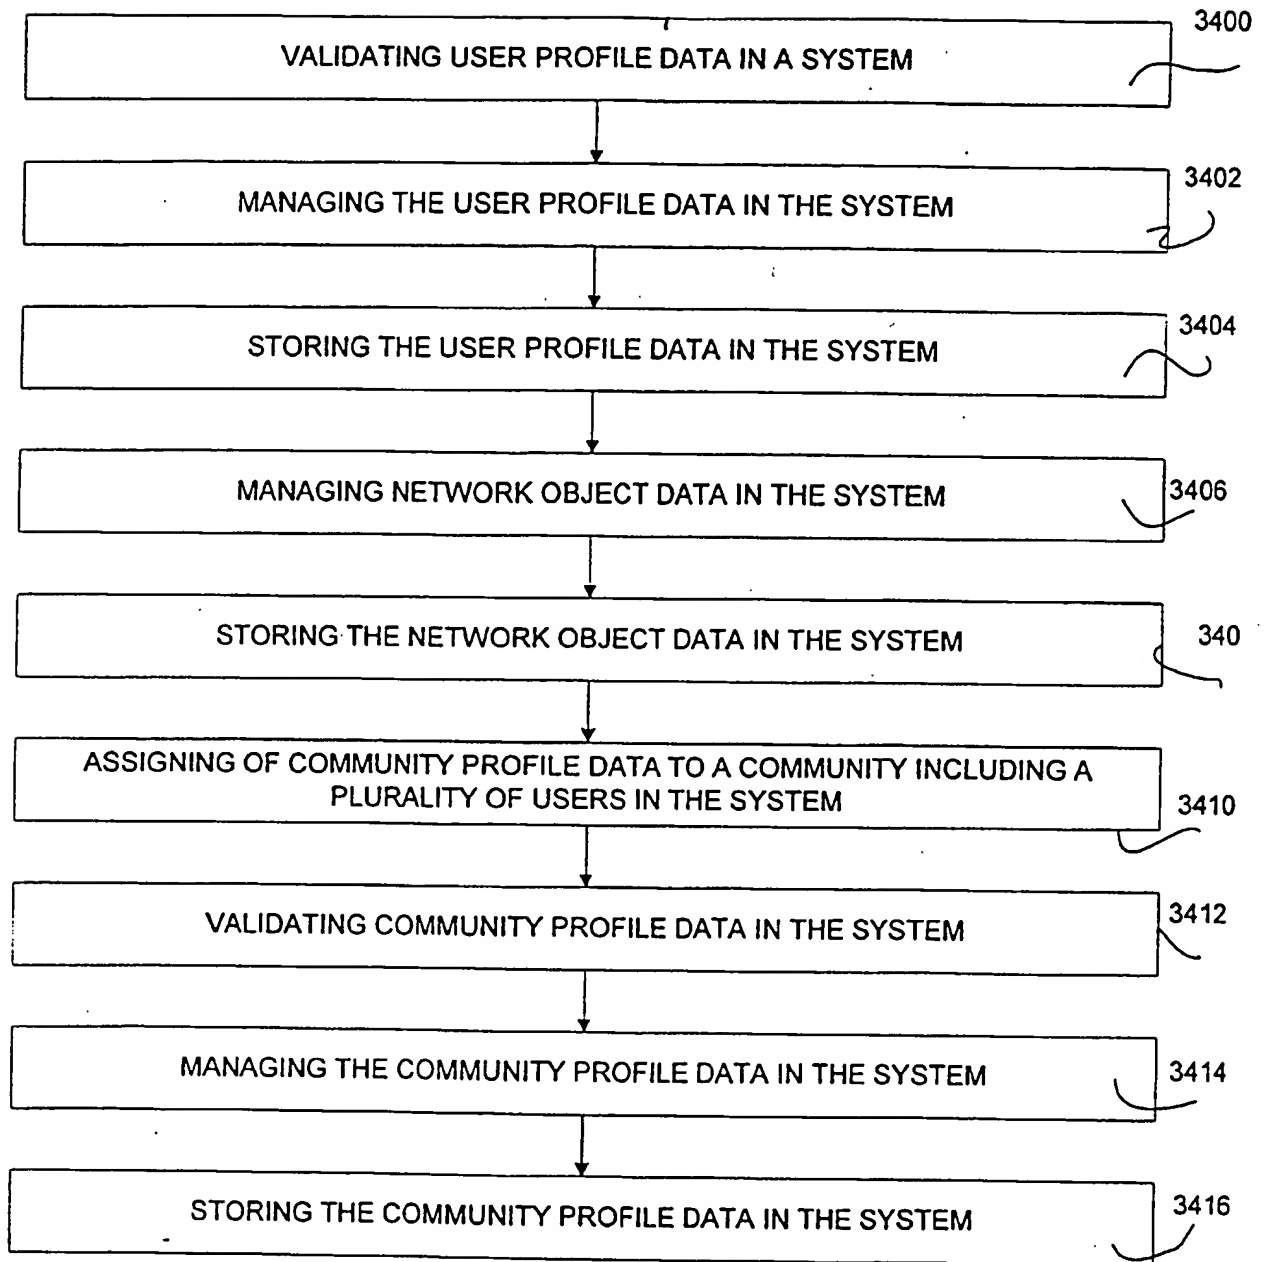 3400
VALIDATING USER PROFILE DATA IN A SYSTEM
3402
MANAGING THE USER PROFILE DATA IN THE SYSTEM
3404
STORING THE USER PROFILE DATA IN THE SYSTEM
3406
MANAGING NETWORK OBJECT DATA IN THE SYSTEM
340
STORING THE NETWORK OBJECT DATA IN THE SYSTEM
ASSIGNING OF COMMUNITY PROFILE DATA TO A COMMUNITY INCLUDING A
PLURALITY OF USERS IN THE SYSTEM
3410
3412
VALIDATING COMMUNITY PROFILE DATA IN THE SYSTEM
MANAGING THE COMMUNITY PROFILE DATA IN THE SYSTEM
3414
STORING THE COMMUNITY PROFILE DATA IN THE SYSTEM
3416